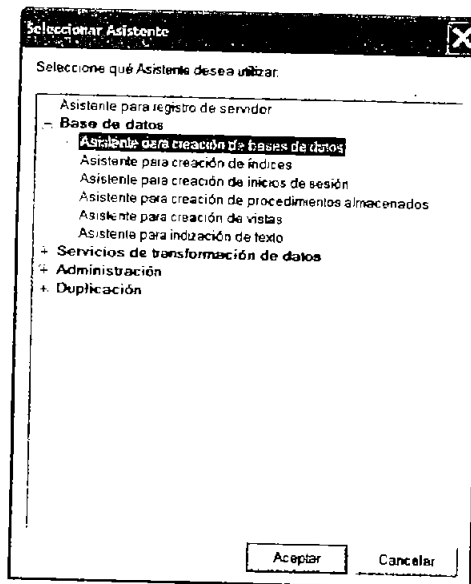 Seleccionar Asistente
Seleccione qué Asistente desea utilizar:
Asistente para registro de servidor
− Base de datos
Asistente para creación de bases de datos
Asistente para creación de índices
Asistente para creación de inicios de sesión
Asistente para creación de procedimientos almacenados
Asistente para creación de vistas
Asistente para indización de texto
+ Servicios de transformación de datos
+ Administración
+ Duplicación
Aceptar Cancelar